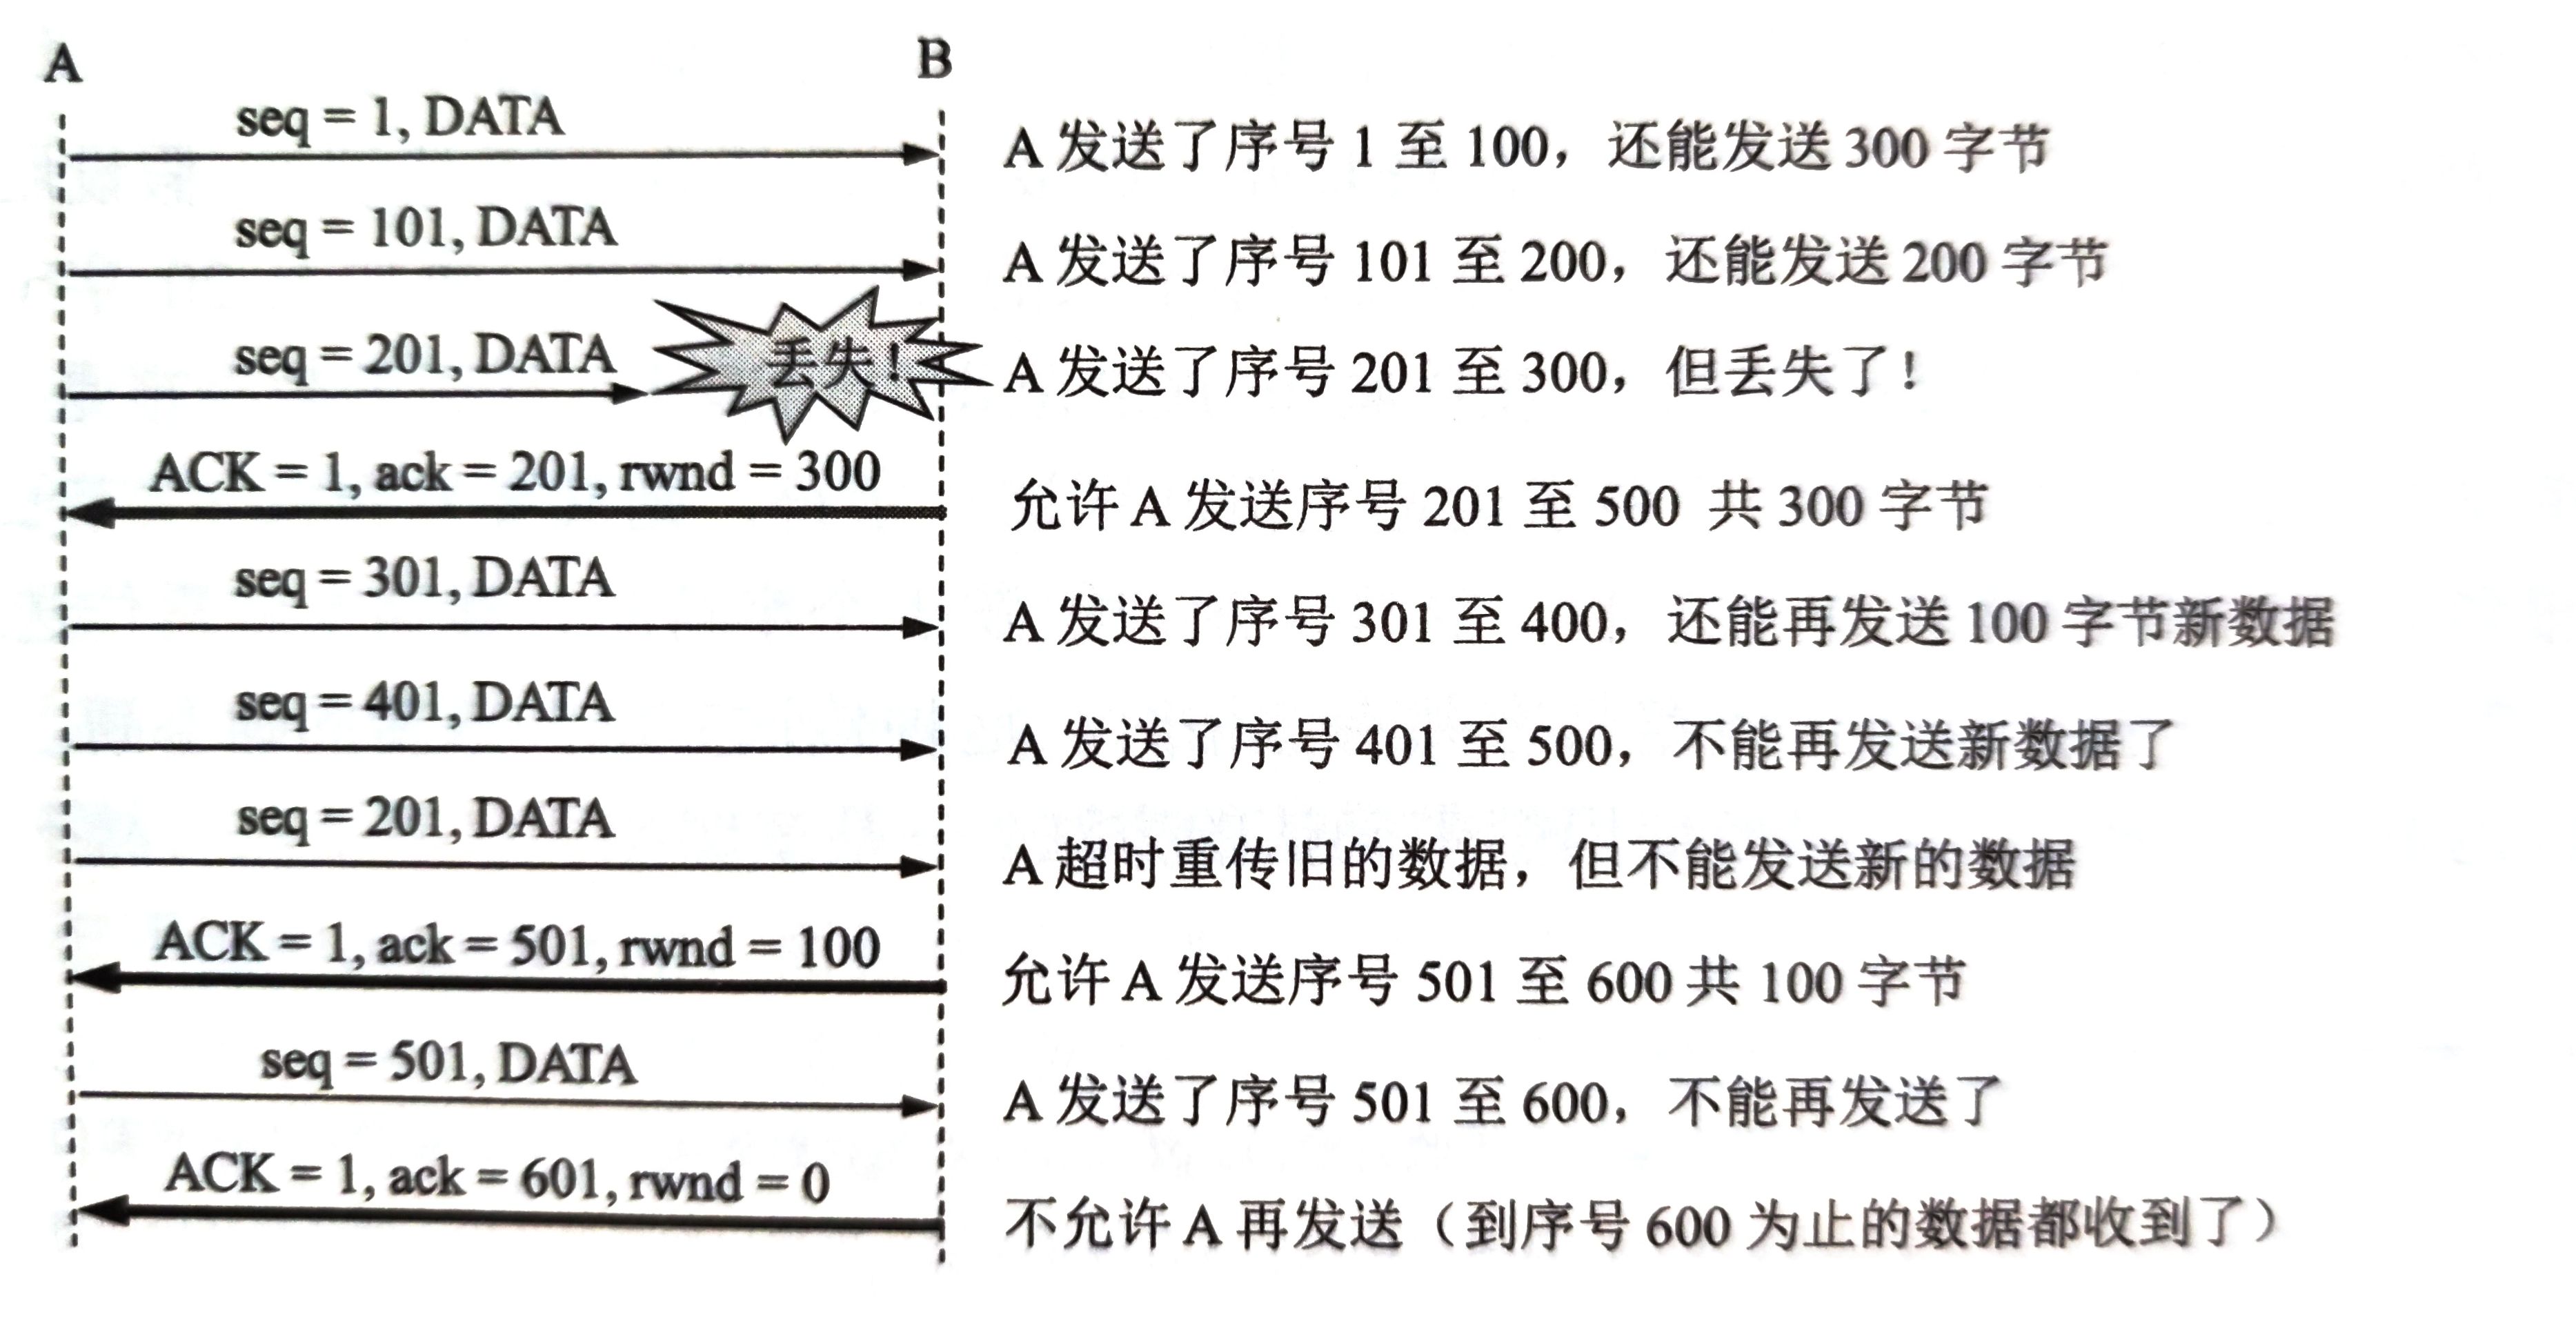 A
B
seq = 1, DATA
A 发送了序号 1 至 100，还能发送 300 字节
seq = 101, DATA
A 发送了序号 101 至 200，还能发送 200 字节
seq = 201, DATA
丢失！
A 发送了序号 201 至 300，但丢失了！
ACK = 1, ack = 201, rwnd = 300
允许 A 发送序号 201 至 500 共 300 字节
seq = 301, DATA
A 发送了序号 301 至 400，还能再发送 100 字节新数据
seq = 401, DATA
A 发送了序号 401 至 500，不能再发送新数据了
seq = 201, DATA
A 超时重传旧的数据，但不能发送新的数据
ACK = 1, ack = 501, rwnd = 100
允许 A 发送序号 501 至 600 共 100 字节
seq = 501, DATA
A 发送了序号 501 至 600，不能再发送了
ACK = 1, ack = 601, rwnd = 0
不允许 A 再发送（到序号 600 为止的数据都收到了）